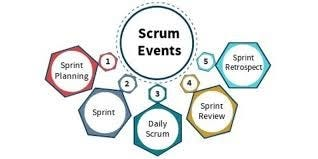 Scrum
Events
1
Sprint
Planning
2
Sprint
3
Daily
Scrum
4
Sprint
Review
5
Sprint
Retrospect